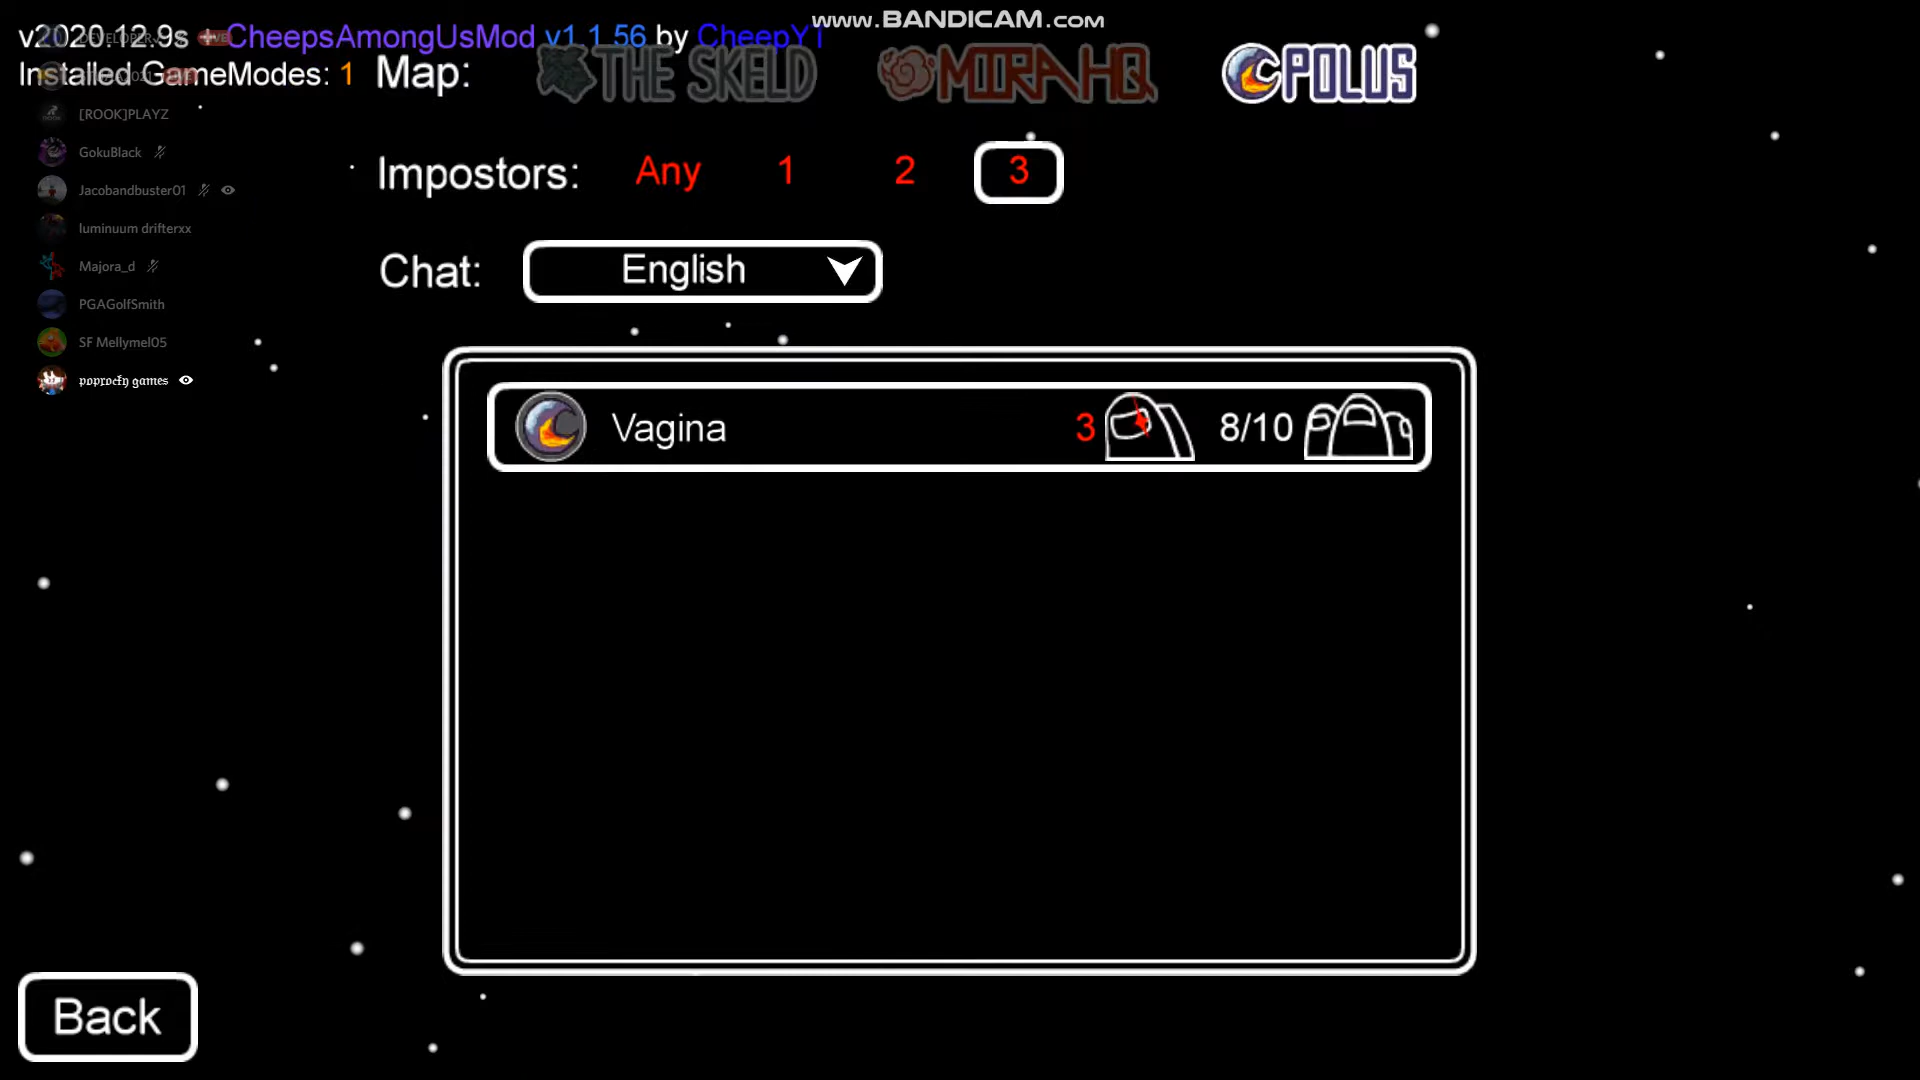 www.BANDICAM.com
v2020.12.9s CheepsAmongUsMod v1.1.56 by CheepYT
Installed GameModes: 1
Map: THE SKELD MIRA HQ POLUS
[ROOK]PLAYZ
GokuBlack
Impostors: Any 1 2 3
Jacobandbuster01
luminuum drifterxx
Chat: English
Majora_d
PGAGolfSmith
SF Mellymel05
poprocky games
Vagina 3 8/10
Back